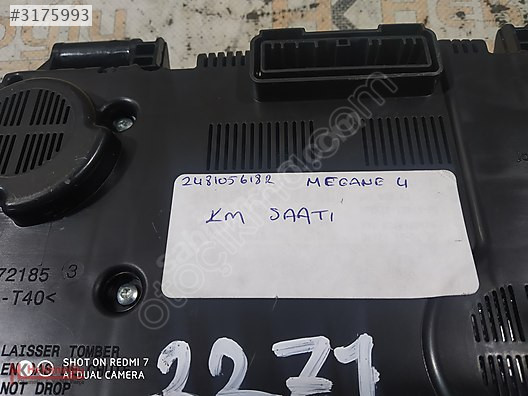 #3175993
248105618R MEGANE 4
KM SAATİ
72185 3
-T40<
LAISSER TOMBER
NOT DROP
2271
SHOT ON REDMI 7
AI DUAL CAMERA